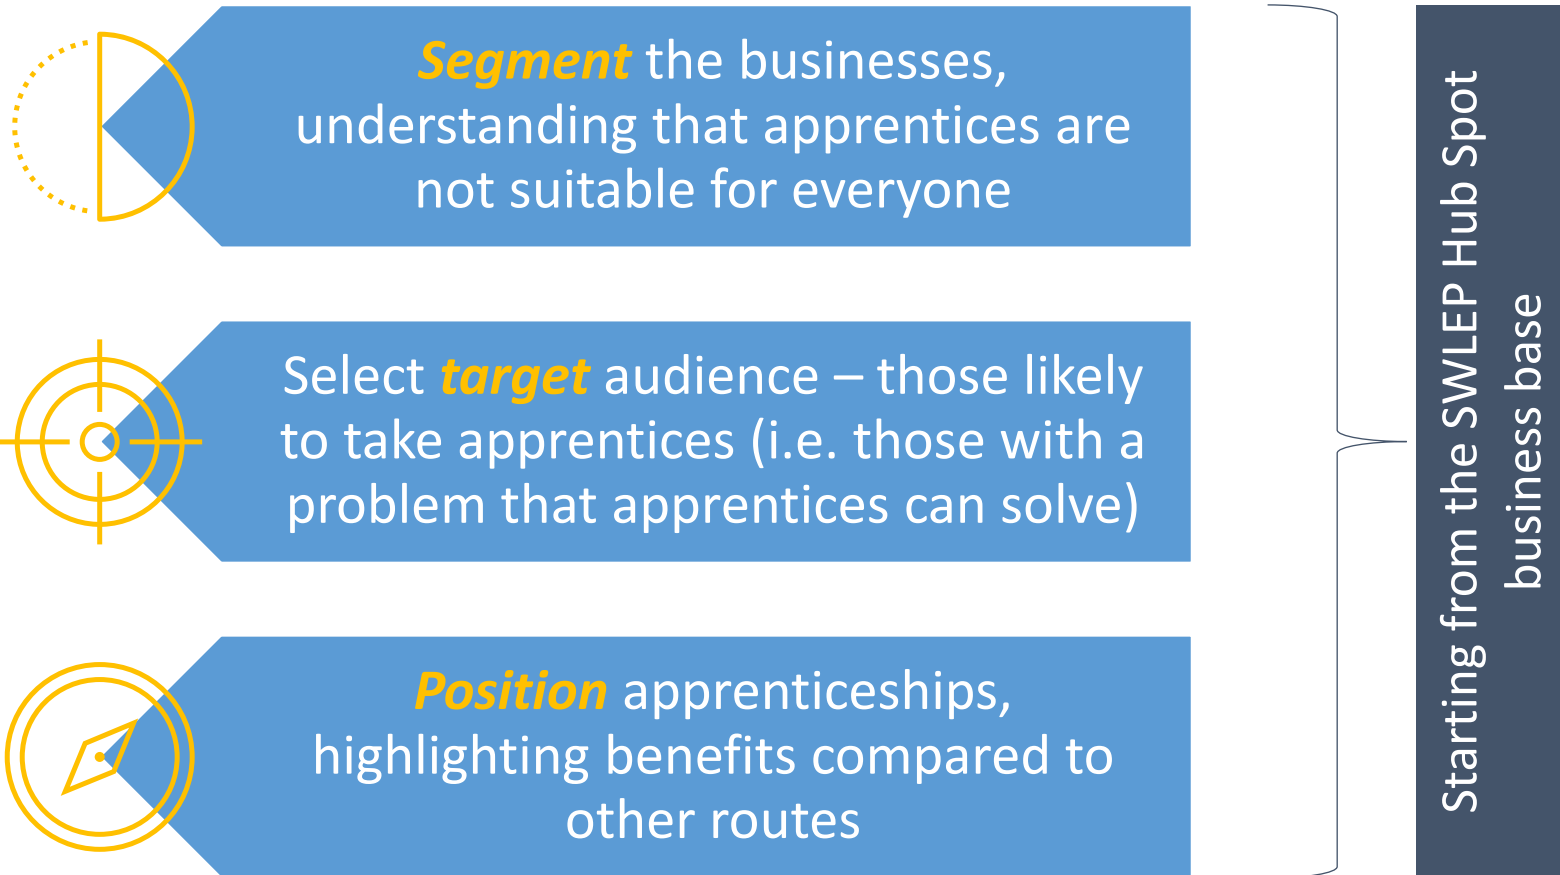 Segment the businesses,
understanding that apprentices are
not suitable for everyone
Select target audience – those likely
to take apprentices (i.e. those with a
problem that apprentices can solve)
Position apprenticeships,
highlighting benefits compared to
other routes
Starting from the SWLEP Hub Spot
business base